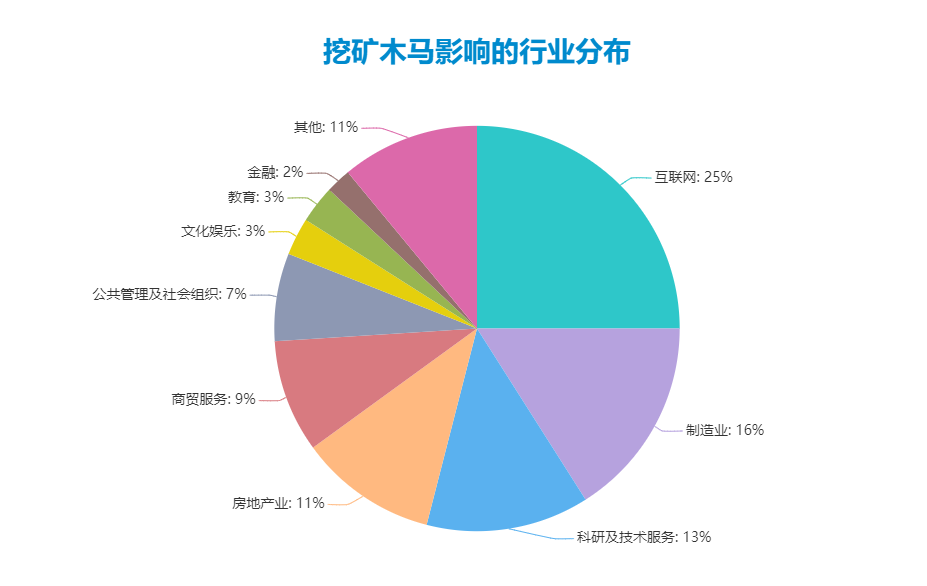 挖矿木马影响的行业分布
互联网: 25%
制造业: 16%
科研及技术服务: 13%
房地产业: 11%
商贸服务: 9%
公共管理及社会组织: 7%
文化娱乐: 3%
教育: 3%
金融: 2%
其他: 11%